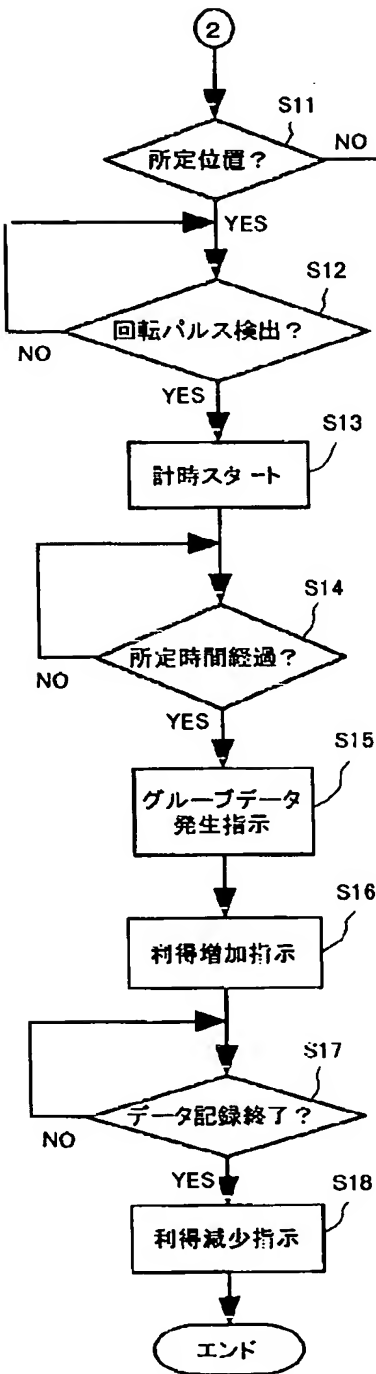 2
S11
所定位置?
NO
YES
S12
回転パルス検出?
NO
YES
S13
計時スタート
S14
所定時間経過?
NO
YES
S15
グルーブデータ
発生指示
S16
利得増加指示
S17
データ記録終了?
NO
YES
S18
利得減少指示
エンド